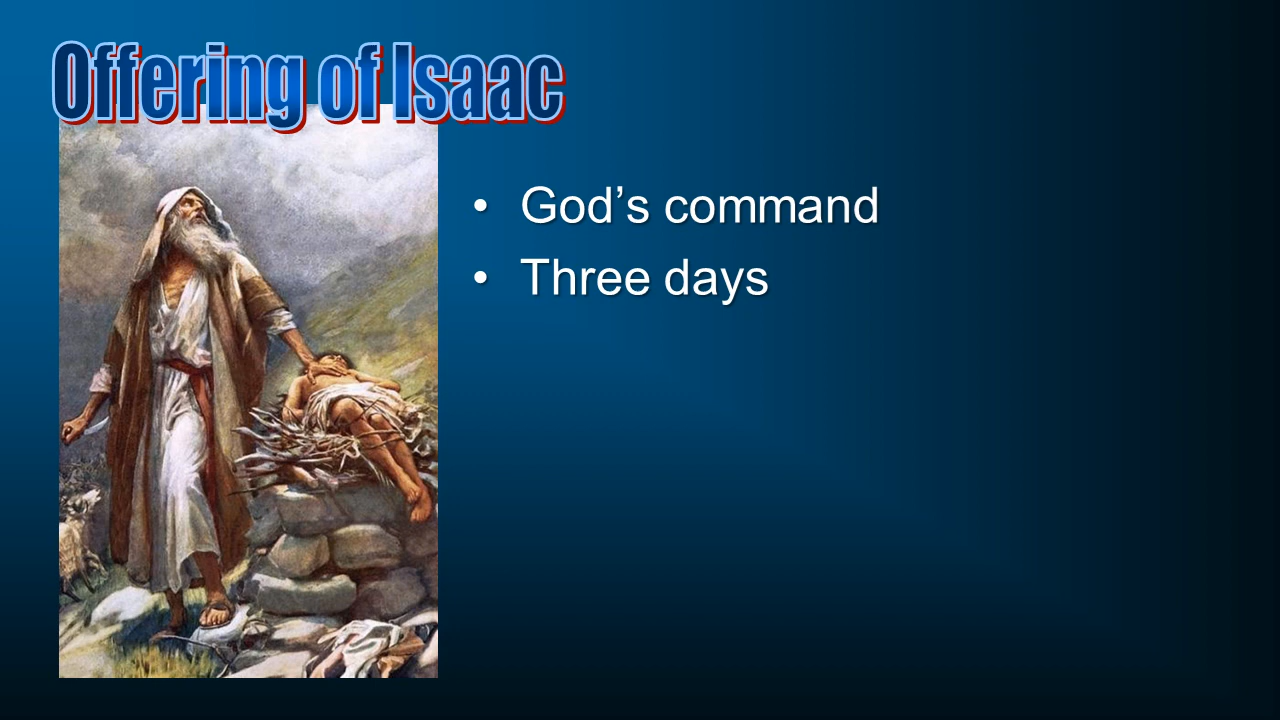 Offering of Isaac
• God’s command
• Three days